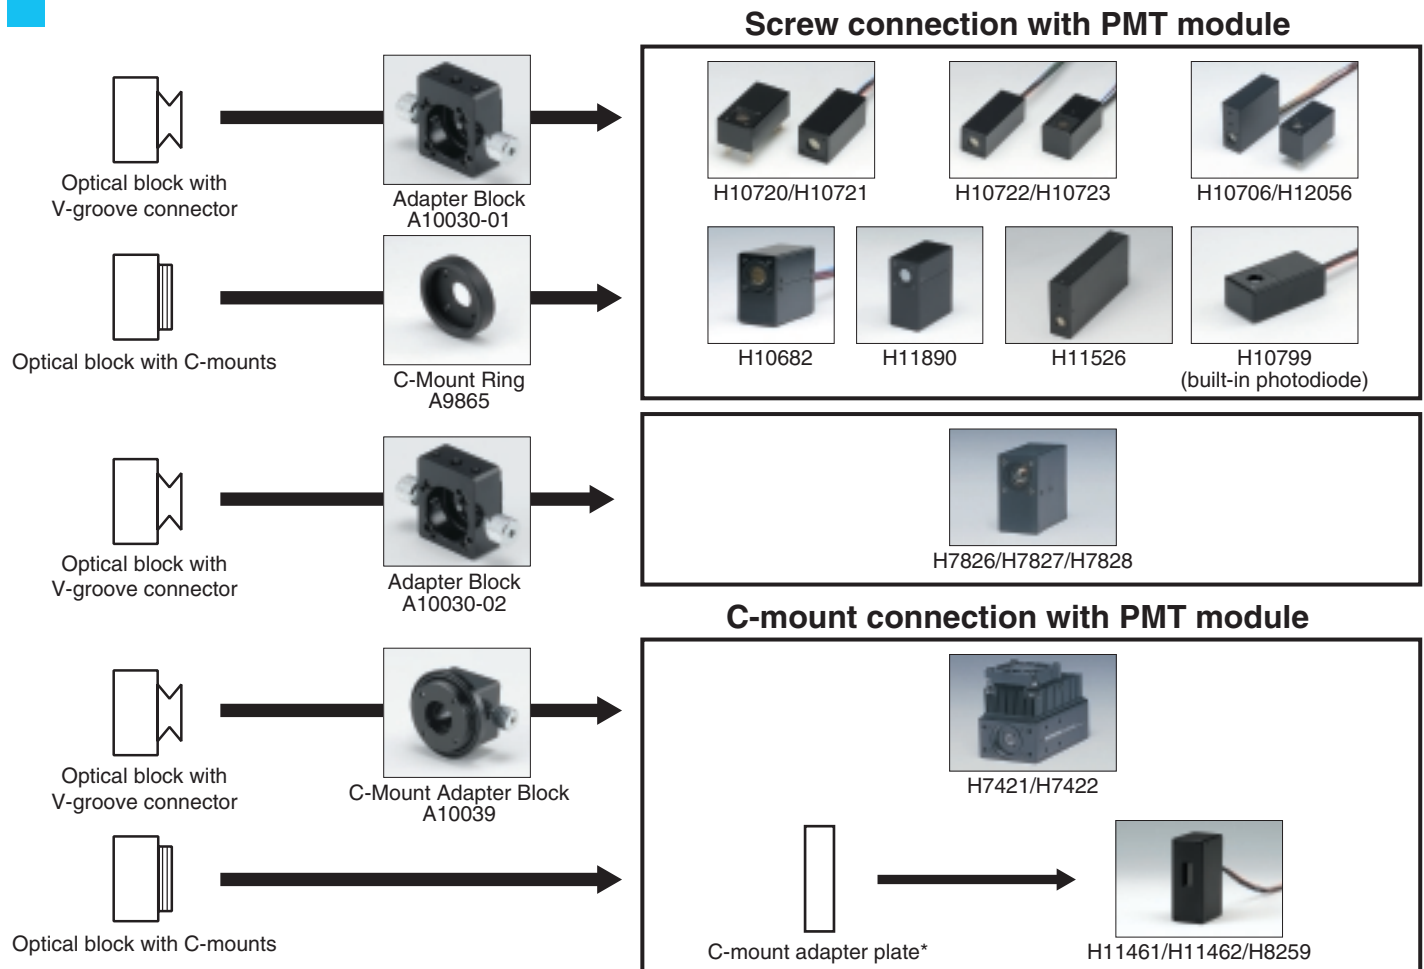 Screw connection with PMT module
Optical block with
V-groove connector
Adapter Block
A10030-01
H10720/H10721
H10722/H10723
H10706/H12056
Optical block with C-mounts
C-Mount Ring
A9865
H10682
H11890
H11526
H10799
(built-in photodiode)
Optical block with
V-groove connector
Adapter Block
A10030-02
H7826/H7827/H7828
C-mount connection with PMT module
Optical block with
V-groove connector
C-Mount Adapter Block
A10039
H7421/H7422
Optical block with C-mounts
C-mount adapter plate*
H11461/H11462/H8259